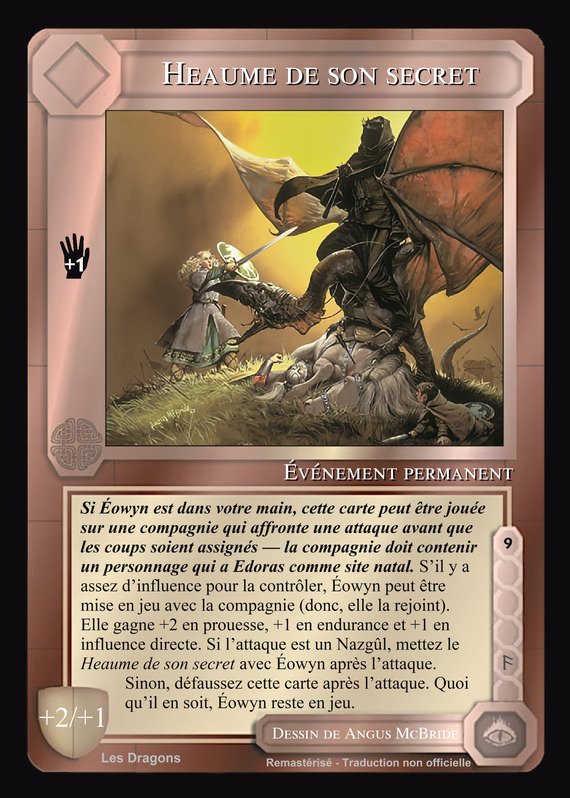 Heaume de son secret
+1
Événement permanent
Si Éowyn est dans votre main, cette carte peut être jouée
sur une compagnie qui affronte une attaque avant que
les coups soient assignés — la compagnie doit contenir
un personnage qui a Edoras comme site natal. S'il y a
assez d'influence pour la contrôler, Éowyn peut être
mise en jeu avec la compagnie (donc, elle la rejoint).
Elle gagne +2 en prouesse, +1 en endurance et +1 en
influence directe. Si l'attaque est un Nazgûl, mettez le
Heaume de son secret avec Éowyn après l'attaque.
Sinon, défaussez cette carte après l'attaque. Quoi
qu'il en soit, Éowyn reste en jeu.
9
+2/+1
Dessin de Angus McBride
Les Dragons
Remastérisé - Traduction non officielle